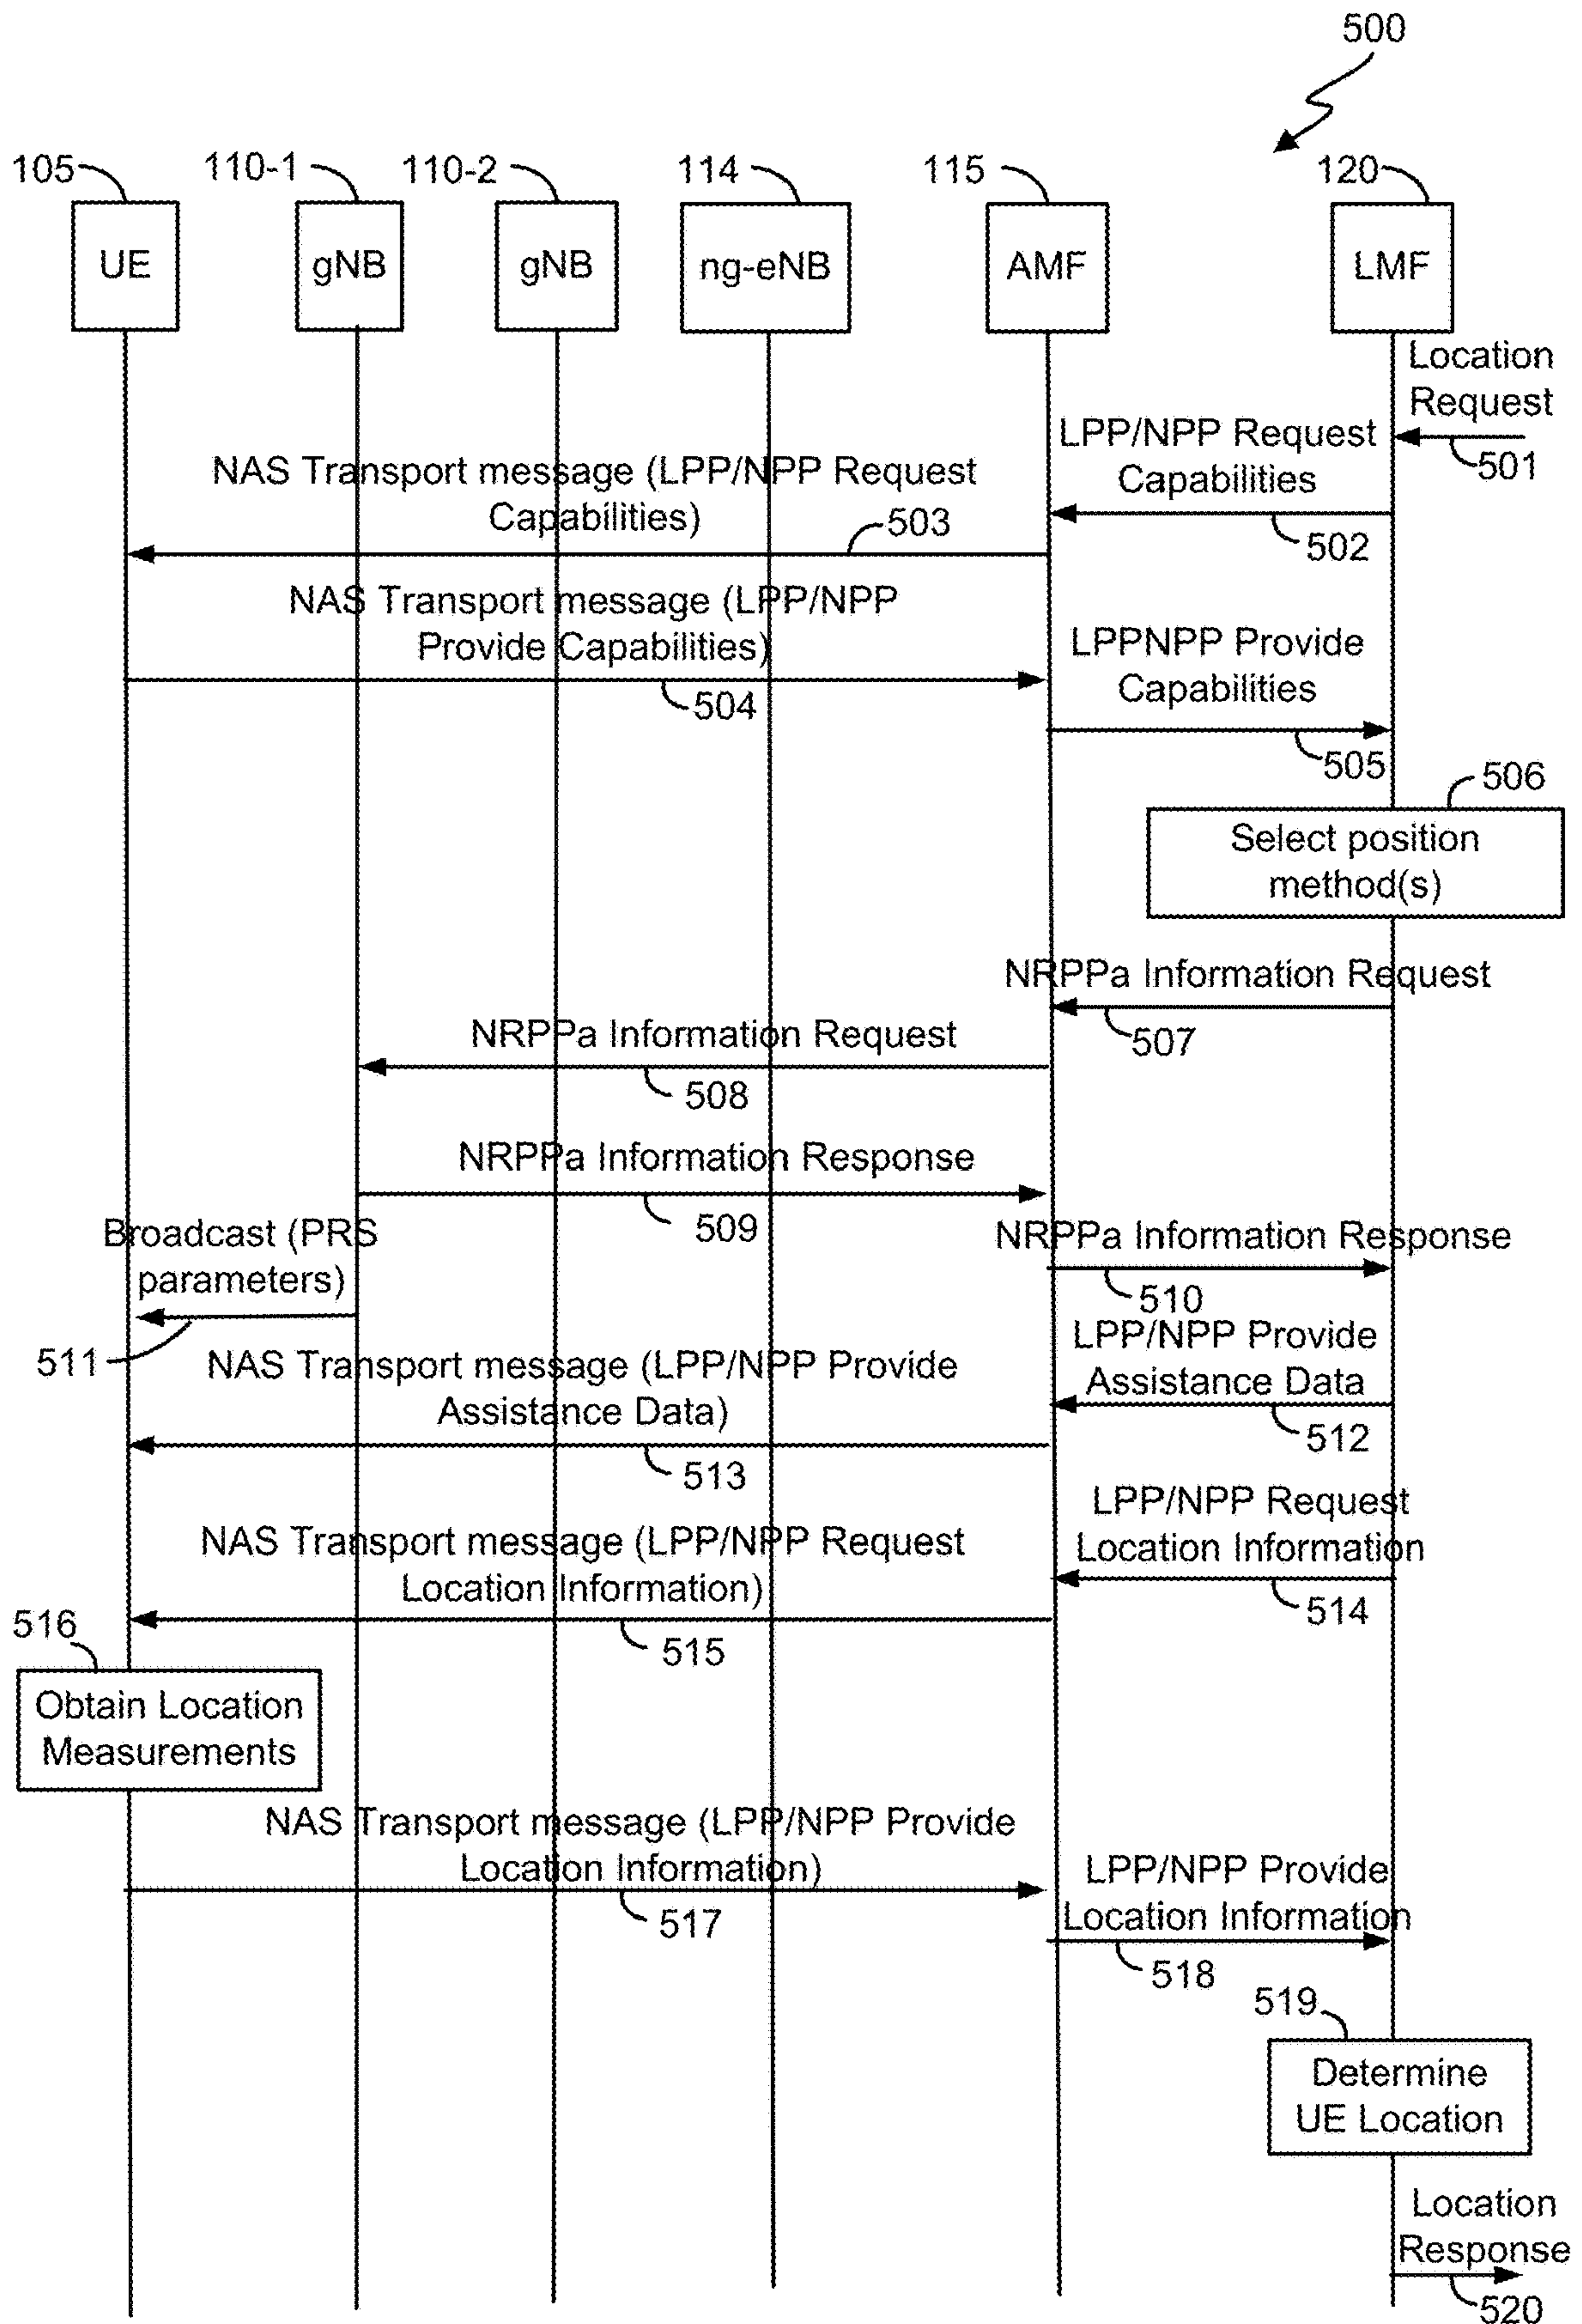 500
105
110-1
110-2
114
115
120
UE
gNB
gNB
ng-eNB
AMF
LMF
Location
Request
501
LPP/NPP Request
Capabilities
502
NAS Transport message (LPP/NPP Request
Capabilities)
503
NAS Transport message (LPP/NPP
Provide Capabilities)
504
LPPNPP Provide
Capabilities
505
506
Select position
method(s)
NRPPa Information Request
507
NRPPa Information Request
508
NRPPa Information Response
509
NRPPa Information Response
510
Broadcast (PRS
parameters)
511
LPP/NPP Provide
Assistance Data
512
NAS Transport message (LPP/NPP Provide
Assistance Data)
513
LPP/NPP Request
Location Information
514
NAS Transport message (LPP/NPP Request
Location Information)
515
516
Obtain Location
Measurements
NAS Transport message (LPP/NPP Provide
Location Information)
517
LPP/NPP Provide
Location Information
518
519
Determine
UE Location
Location
Response
520